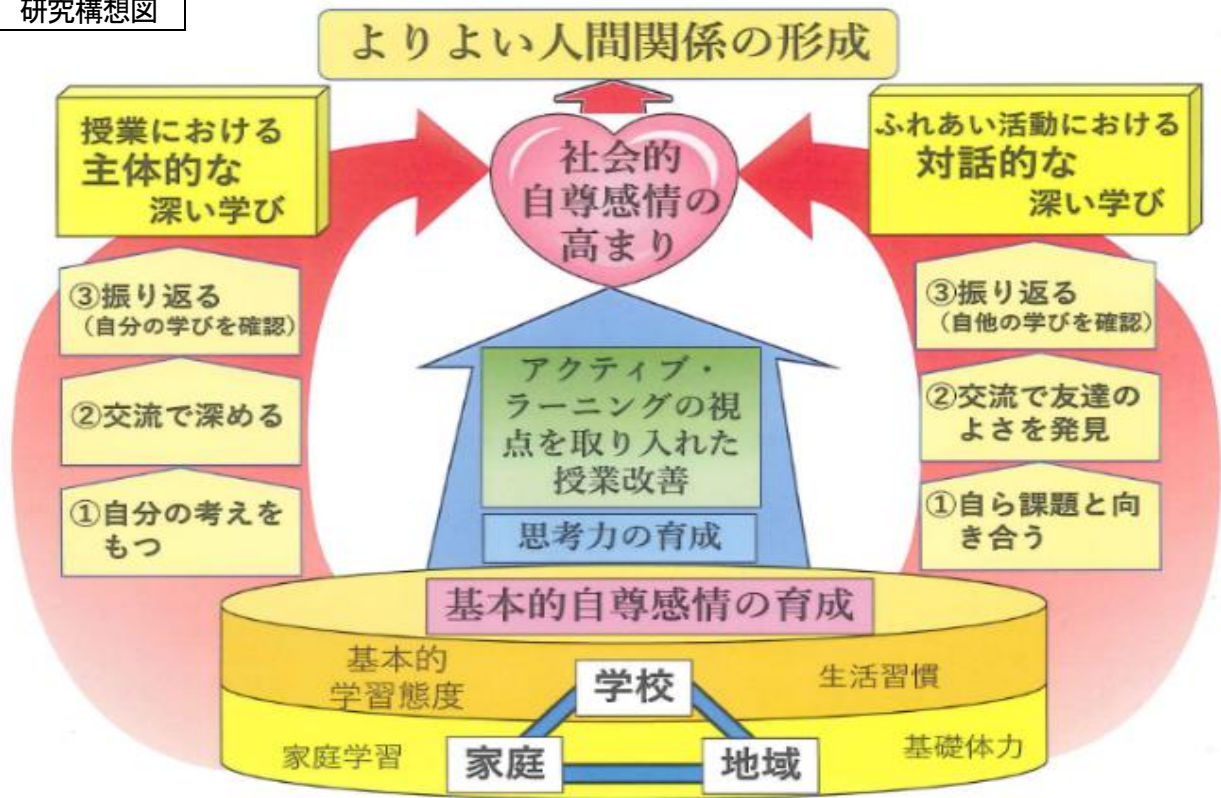 研究構想図
よりよい人間関係の形成
授業における
主体的な
深い学び
ふれあい活動における
対話的な
深い学び
社会的
自尊感情の
高まり
③振り返る
(自分の学びを確認)
②交流で深める
①自分の考えを
もつ
③振り返る
(自他の学びを確認)
②交流で友達の
よさを発見
①自ら課題と向
き合う
アクティブ・
ラーニングの視
点を取り入れた
授業改善
思考力の育成
基本的自尊感情の育成
基本的
学習態度
学校
生活習慣
家庭学習
家庭
地域
基礎体力